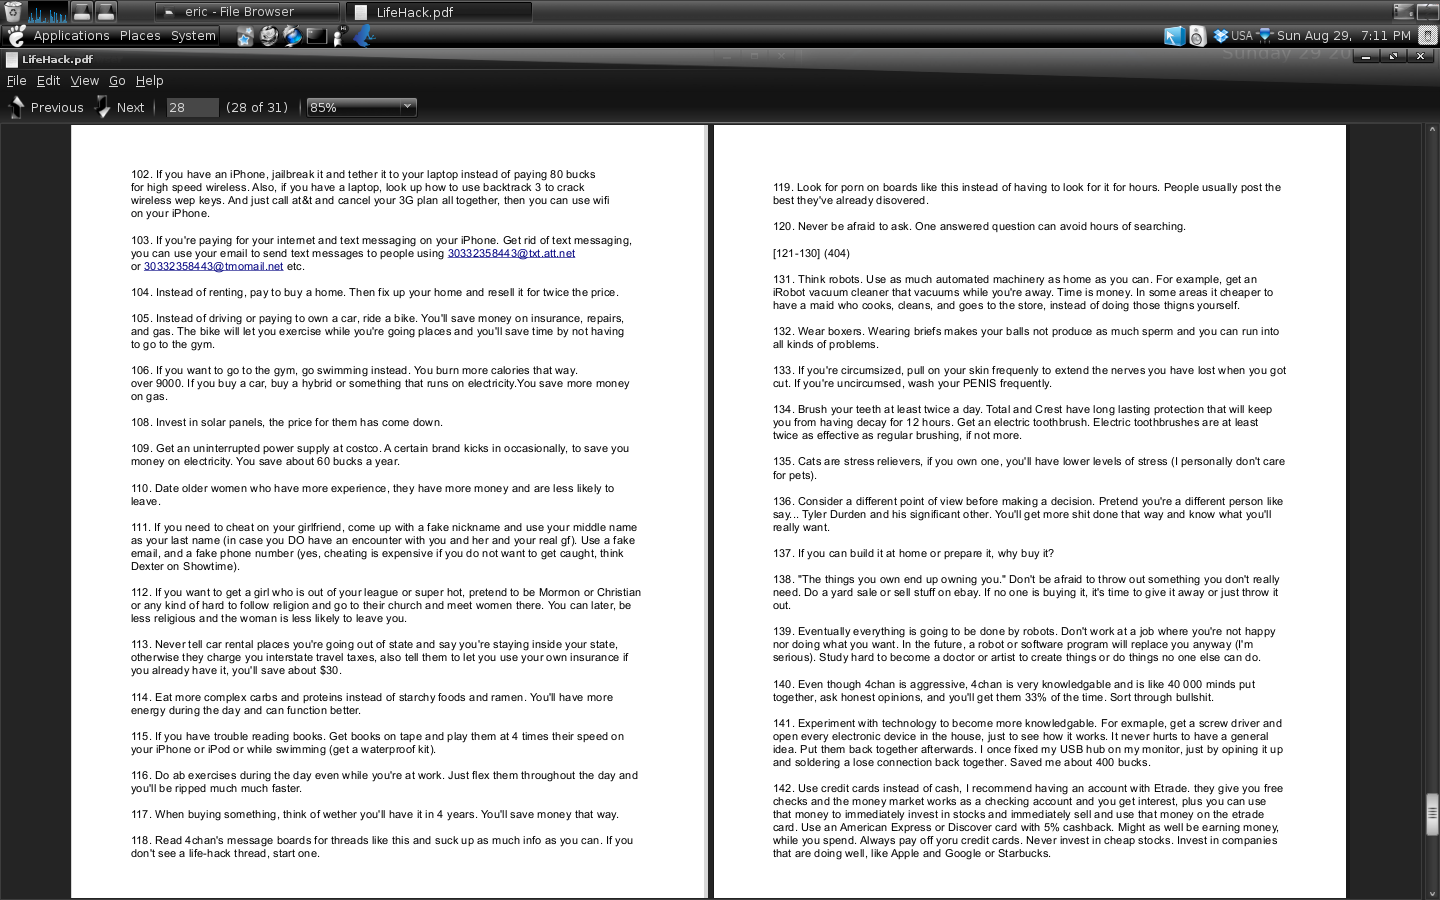 eric - File Browser
LifeHack.pdf
Applications Places System
USA
Sun Aug 29, 7:11 PM
LifeHack.pdf
Sunday 29 20
File Edit View Go Help
Previous Next 28 (28 of 31) 85%
102. If you have an iPhone, jailbreak it and tether it to your laptop instead of paying 80 bucks
for high speed wireless. Also, if you have a laptop, look up how to use backtrack 3 to crack
wireless wep keys. And just call at&t and cancel your 3G plan all together, then you can use wifi
on your iPhone.
103. If you're paying for your internet and text messaging on your iPhone. Get rid of text messaging,
you can use your email to send text messages to people using 30332358443@txt.att.net
or 30332358443@tmomail.net etc.
104. Instead of renting, pay to buy a home. Then fix up your home and resell it for twice the price.
105. Instead of driving or paying to own a car, ride a bike. You'll save money on insurance, repairs,
and gas. The bike will let you exercise while you're going places and you'll save time by not having
to go to the gym.
106. If you want to go to the gym, go swimming instead. You burn more calories that way.
over 9000. If you buy a car, buy a hybrid or something that runs on electricity.You save more money
on gas.
108. Invest in solar panels, the price for them has come down.
109. Get an uninterrupted power supply at costco. A certain brand kicks in occasionally, to save you
money on electricity. You save about 60 bucks a year.
110. Date older women who have more experience, they have more money and are less likely to
leave.
111. If you need to cheat on your girlfriend, come up with a fake nickname and use your middle name
as your last name (in case you DO have an encounter with you and her and your real gf). Use a fake
email, and a fake phone number (yes, cheating is expensive if you do not want to get caught, think
Dexter on Showtime).
112. If you want to get a girl who is out of your league or super hot, pretend to be Mormon or Christian
or any kind of hard to follow religion and go to their church and meet women there. You can later, be
less religious and the woman is less likely to leave you.
113. Never tell car rental places you're going out of state and say you're staying inside your state,
otherwise they charge you interstate travel taxes, also tell them to let you use your own insurance if
you already have it, you'll save about $30.
114. Eat more complex carbs and proteins instead of starchy foods and ramen. You'll have more
energy during the day and can function better.
115. If you have trouble reading books. Get books on tape and play them at 4 times their speed on
your iPhone or iPod or while swimming (get a waterproof kit).
116. Do ab exercises during the day even while you're at work. Just flex them throughout the day and
you'll be ripped much much faster.
117. When buying something, think of wether you'll have it in 4 years. You'll save money that way.
118. Read 4chan's message boards for threads like this and suck up as much info as you can. If you
don't see a life-hack thread, start one.
119. Look for porn on boards like this instead of having to look for it for hours. People usually post the
best they've already disovered.
120. Never be afraid to ask. One answered question can avoid hours of searching.
[121-130] (404)
131. Think robots. Use as much automated machinery as home as you can. For example, get an
iRobot vacuum cleaner that vacuums while you're away. Time is money. In some areas it cheaper to
have a maid who cooks, cleans, and goes to the store, instead of doing those thigns yourself.
132. Wear boxers. Wearing briefs makes your balls not produce as much sperm and you can run into
all kinds of problems.
133. If you're circumsized, pull on your skin frequenly to extend the nerves you have lost when you got
cut. If you're uncircumsed, wash your PENIS frequently.
134. Brush your teeth at least twice a day. Total and Crest have long lasting protection that will keep
you from having decay for 12 hours. Get an electric toothbrush. Electric toothbrushes are at least
twice as effective as regular brushing, if not more.
135. Cats are stress relievers, if you own one, you'll have lower levels of stress (I personally don't care
for pets).
136. Consider a different point of view before making a decision. Pretend you're a different person like
say... Tyler Durden and his significant other. You'll get more shit done that way and know what you'll
really want.
137. If you can build it at home or prepare it, why buy it?
138. "The things you own end up owning you." Don't be afraid to throw out something you don't really
need. Do a yard sale or sell stuff on ebay. If no one is buying it, it's time to give it away or just throw it
out.
139. Eventually everything is going to be done by robots. Don't work at a job where you're not happy
nor doing what you want. In the future, a robot or software program will replace you anyway (I'm
serious). Study hard to become a doctor or artist to create things or do things no one else can do.
140. Even though 4chan is aggressive, 4chan is very knowledgable and is like 40 000 minds put
together, ask honest opinions, and you'll get them 33% of the time. Sort through bullshit.
141. Experiment with technology to become more knowledgable. For exmaple, get a screw driver and
open every electronic device in the house, just to see how it works. It never hurts to have a general
idea. Put them back together afterwards. I once fixed my USB hub on my monitor, just by opining it up
and soldering a lose connection back together. Saved me about 400 bucks.
142. Use credit cards instead of cash, I recommend having an account with Etrade. they give you free
checks and the money market works as a checking account and you get interest, plus you can use
that money to immediately invest in stocks and immediately sell and use that money on the etrade
card. Use an American Express or Discover card with 5% cashback. Might as well be earning money,
while you spend. Always pay off yoru credit cards. Never invest in cheap stocks. Invest in companies
that are doing well, like Apple and Google or Starbucks.